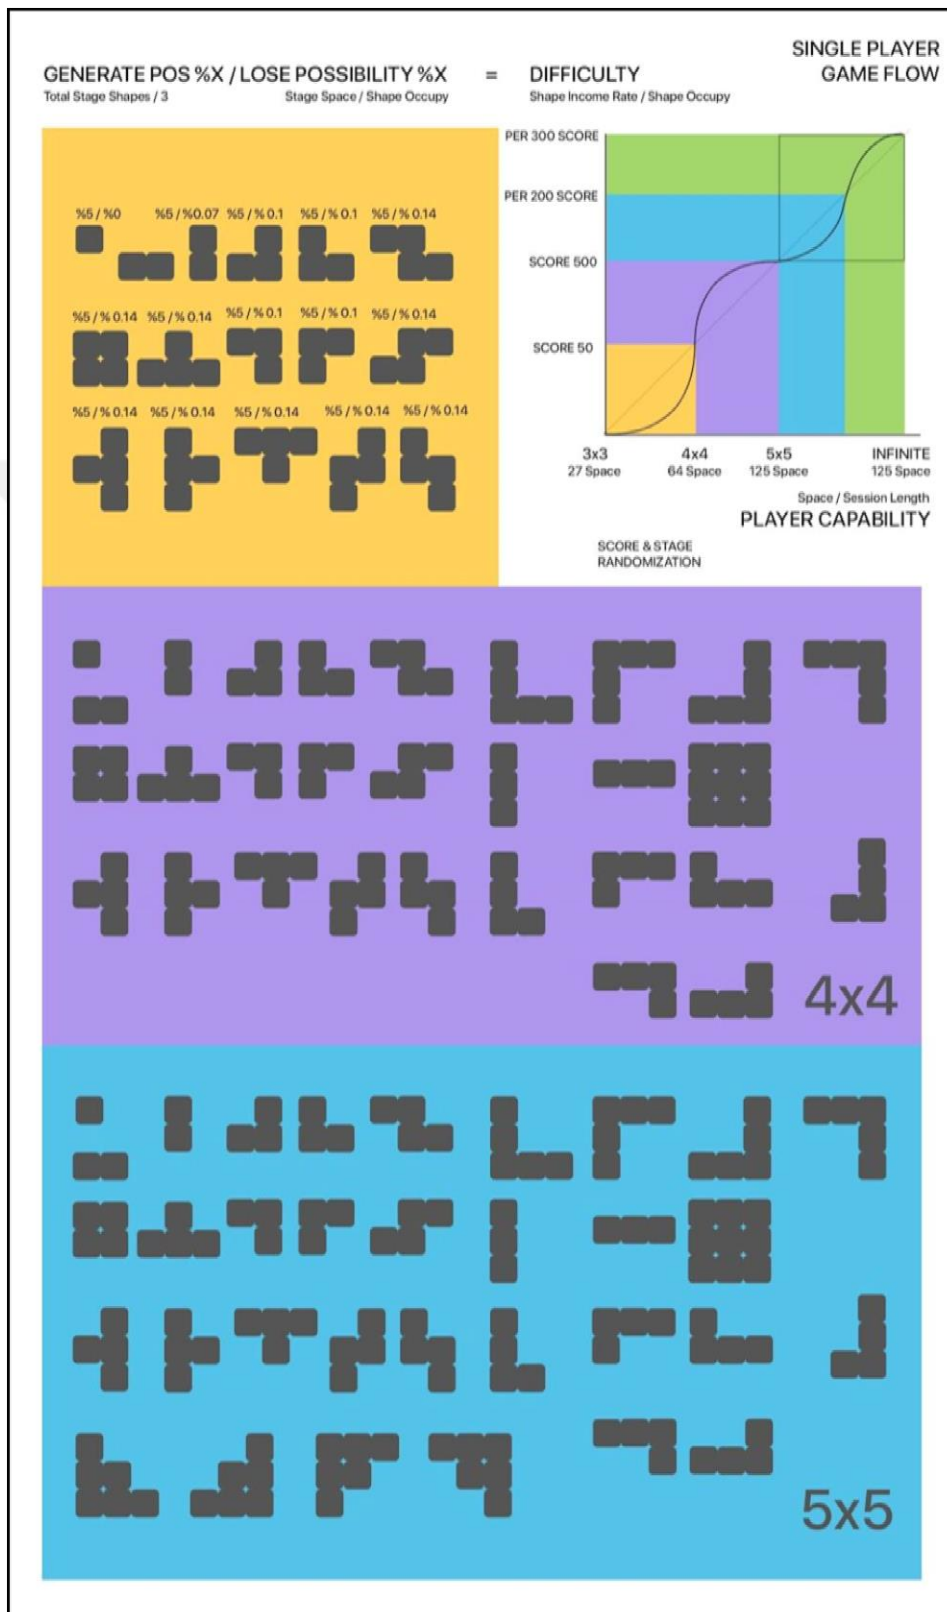 SINGLE PLAYER
GAME FLOW
GENERATE POS %X / LOSE POSSIBILITY %X = DIFFICULTY
Total Stage Shapes / 3 Stage Space / Shape Occupy Shape Income Rate / Shape Occupy
%5 / %0 %5 / %0.07 %5 / % 0.1 %5 / % 0.1 %5 / % 0.14
%5 / % 0.14 %5 / % 0.14 %5 / % 0.1 %5 / % 0.1 %5 / % 0.14
%5 / % 0.14 %5 / % 0.14 %5 / % 0.14 %5 / % 0.14 %5 / % 0.14
PER 300 SCORE
PER 200 SCORE
SCORE 500
SCORE 50
3x3 4x4 5x5 INFINITE
27 Space 64 Space 125 Space 125 Space
Space / Session Length
PLAYER CAPABILITY
SCORE & STAGE
RANDOMIZATION
4x4
5x5